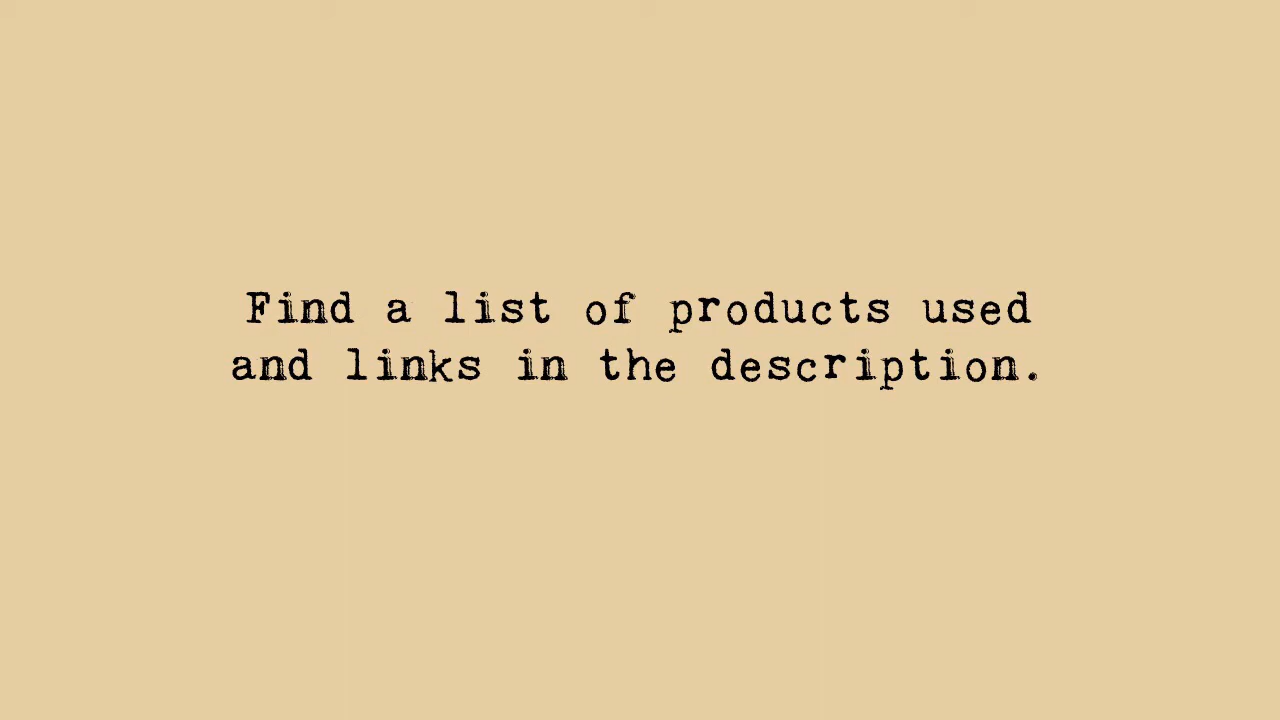 Find a list of products used
and links in the description.